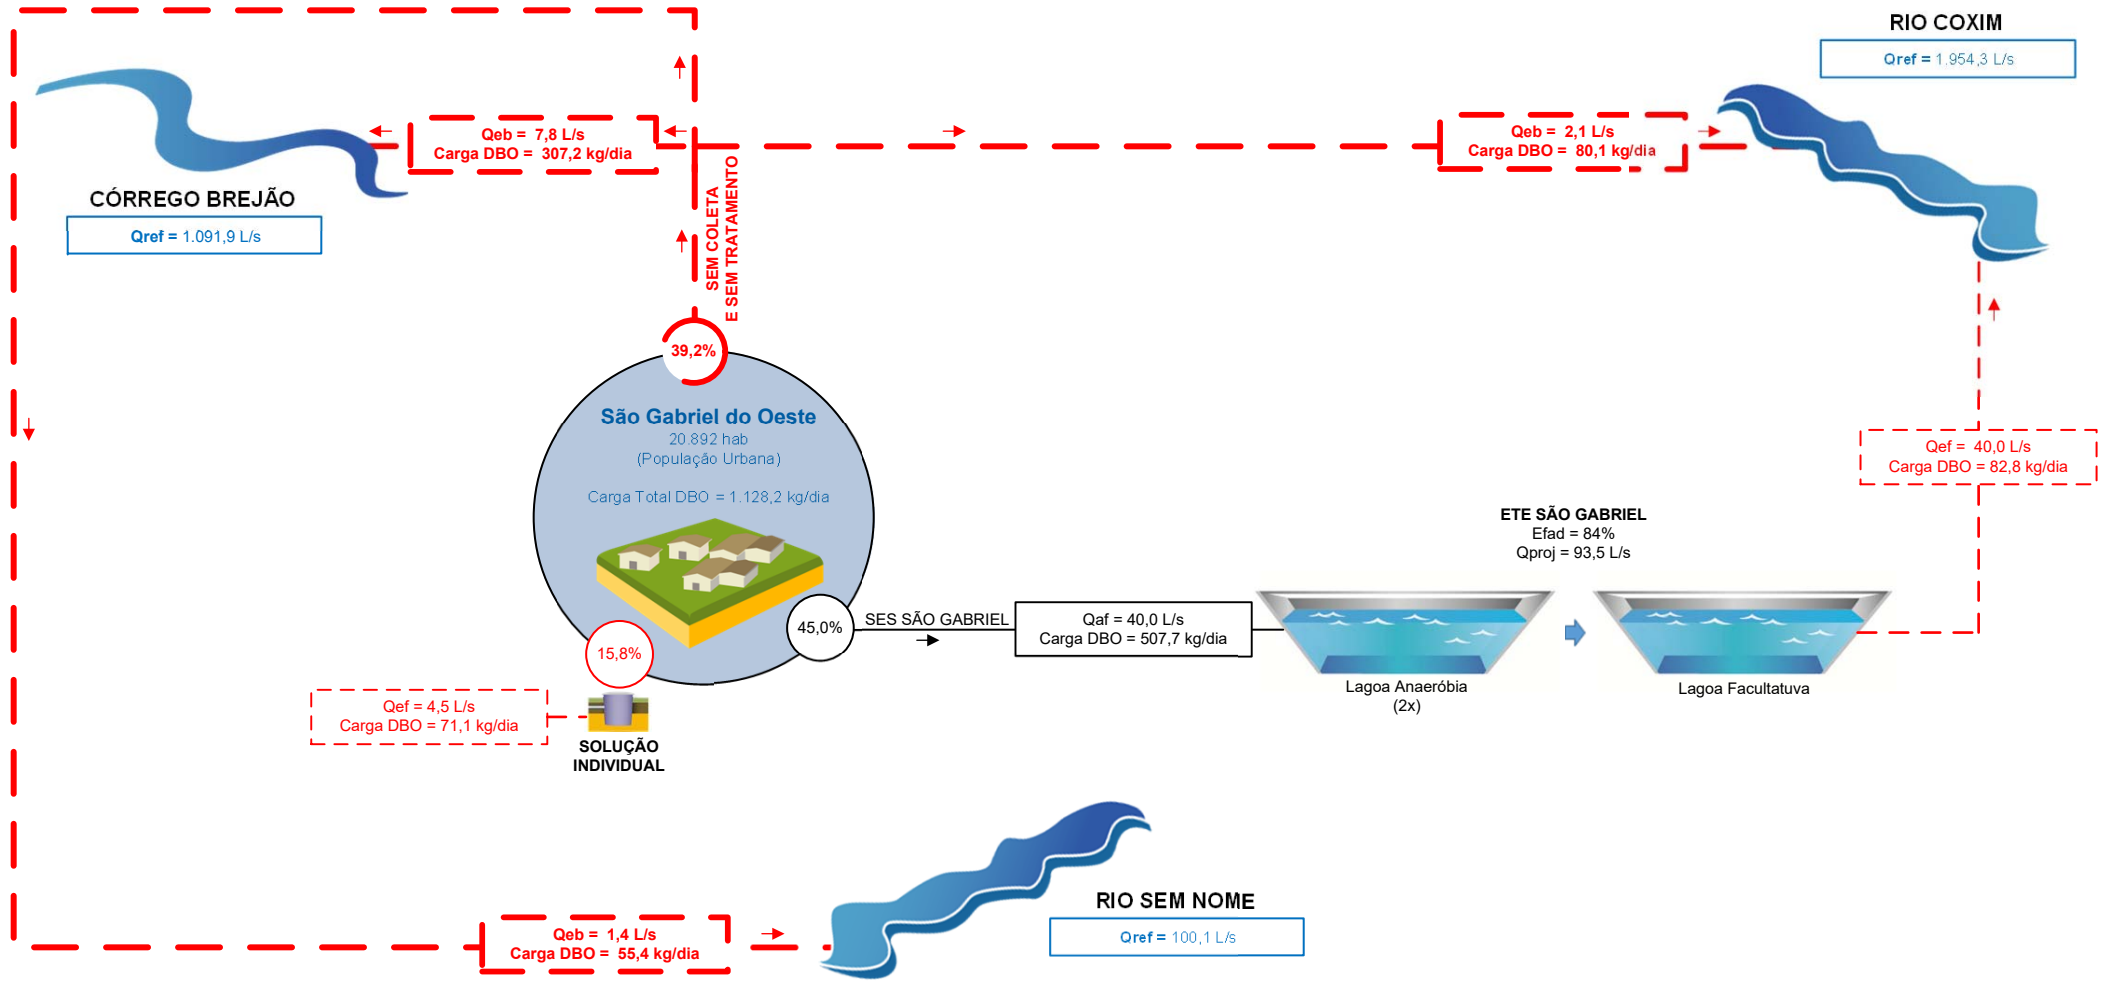 RIO COXIM
Qref = 1.954,3 L/s
Qeb = 7,8 L/s
Carga DBO = 307,2 kg/dia
Qeb = 2,1 L/s
Carga DBO = 80,1 kg/dia
CÓRREGO BREJÃO
Qref = 1.091,9 L/s
SEM COLETA
E SEM TRATAMENTO
39,2%
São Gabriel do Oeste
20.892 hab
(População Urbana)
Carga Total DBO = 1.128,2 kg/dia
Qef = 40,0 L/s
Carga DBO = 82,8 kg/dia
ETE SÃO GABRIEL
Efad = 84%
Qproj = 93,5 L/s
45,0%
SES SÃO GABRIEL
Qaf = 40,0 L/s
Carga DBO = 507,7 kg/dia
15,8%
Lagoa Anaeróbia
(2x)
Lagoa Facultatuva
Qef = 4,5 L/s
Carga DBO = 71,1 kg/dia
SOLUÇÃO
INDIVIDUAL
RIO SEM NOME
Qref = 100,1 L/s
Qeb = 1,4 L/s
Carga DBO = 55,4 kg/dia